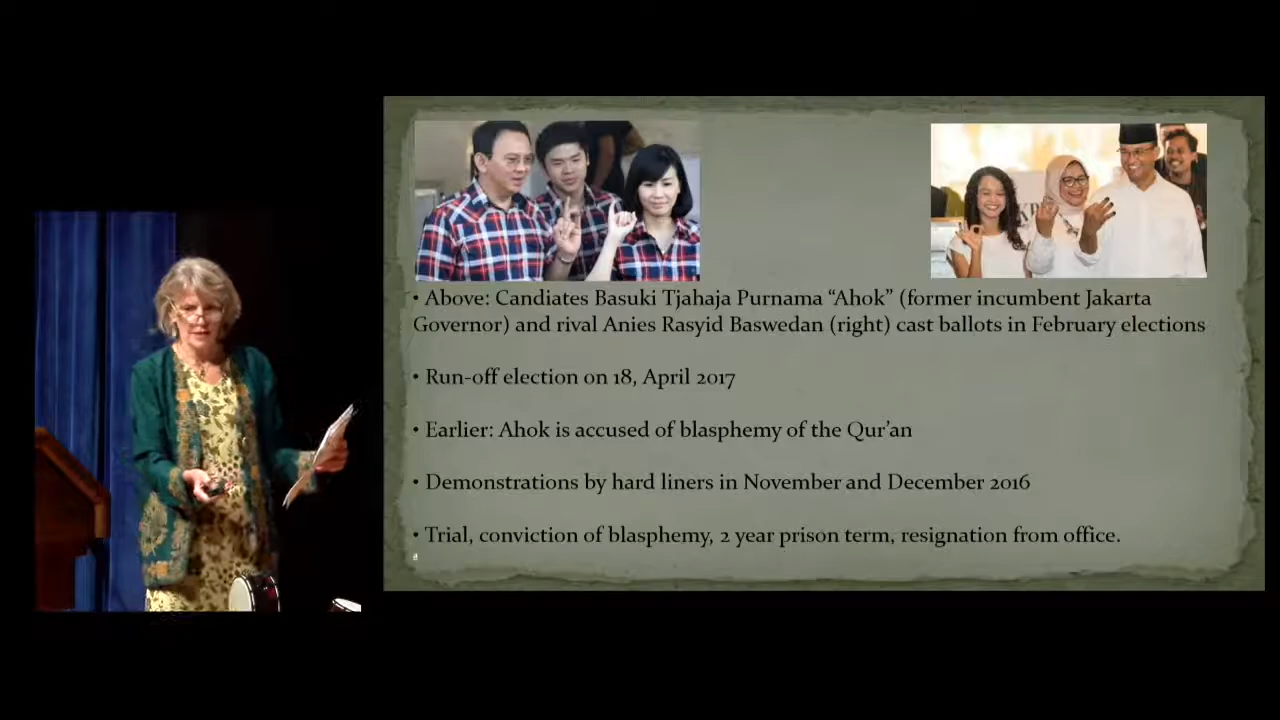 • Above: Candiates Basuki Tjahaja Purnama “Ahok” (former incumbent Jakarta
Governor) and rival Anies Rasyid Baswedan (right) cast ballots in February elections
• Run-off election on 18, April 2017
• Earlier: Ahok is accused of blasphemy of the Qur’an
• Demonstrations by hard liners in November and December 2016
• Trial, conviction of blasphemy, 2 year prison term, resignation from office.